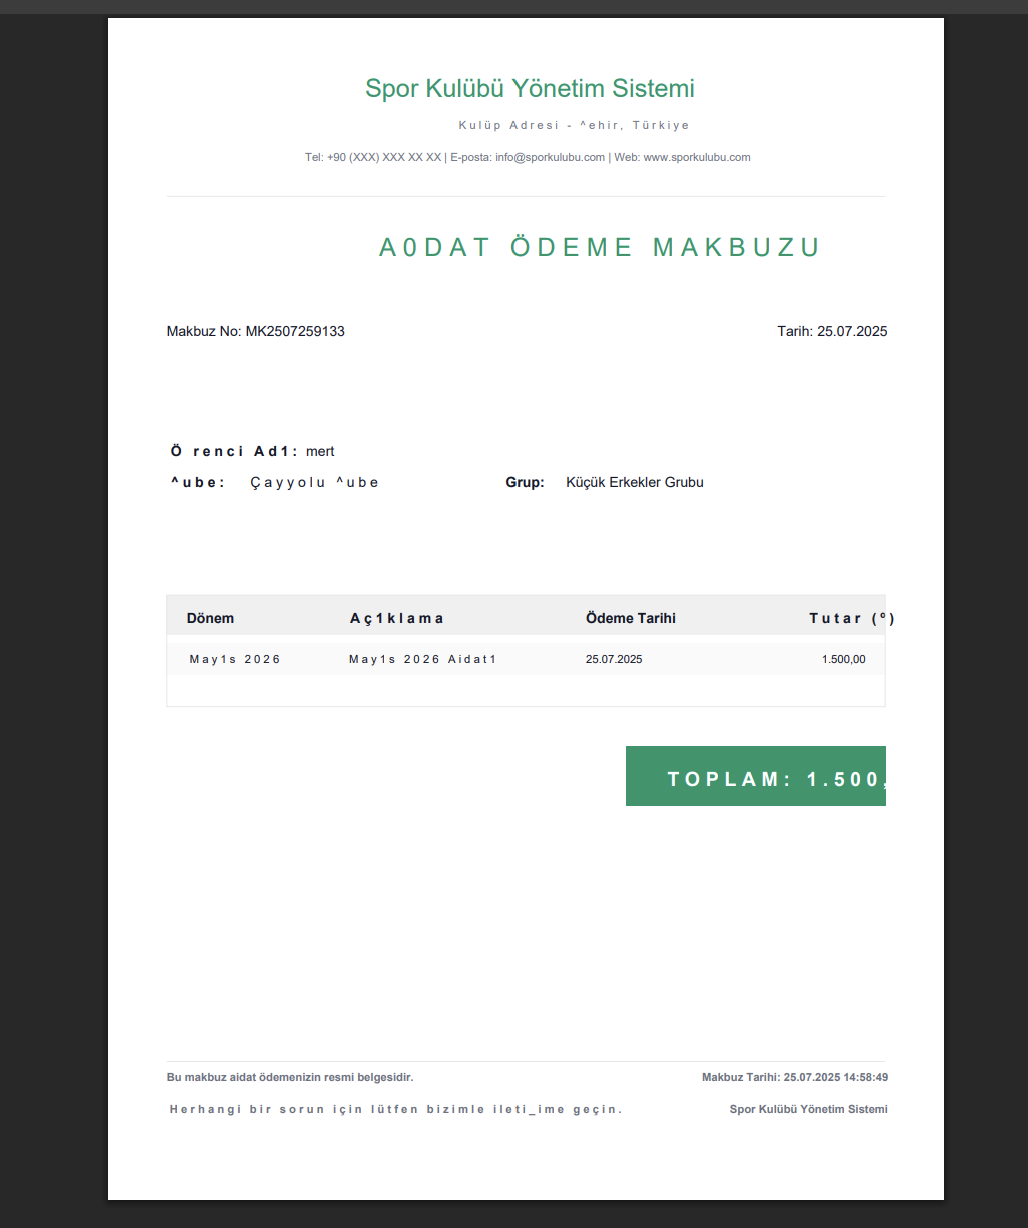 Spor Kulübü Yönetim Sistemi
Kulüp Adresi - ^ehir, Türkiye
Tel: +90 (XXX) XXX XX XX | E-posta: info@sporkulubu.com | Web: www.sporkulubu.com
A0DAT ÖDEME MAKBUZU
Makbuz No: MK2507259133 Tarih: 25.07.2025
Ö renci Ad1: mert
^ube: Çayyolu ^ube Grup: Küçük Erkekler Grubu
Dönem Aç1klama Ödeme Tarihi Tutar (º)
May1s 2026 May1s 2026 Aidat1 25.07.2025 1.500,00
TOPLAM: 1.500,
Bu makbuz aidat ödemenizin resmi belgesidir. Makbuz Tarihi: 25.07.2025 14:58:49
Herhangi bir sorun için lütfen bizimle ileti_ime geçin. Spor Kulübü Yönetim Sistemi